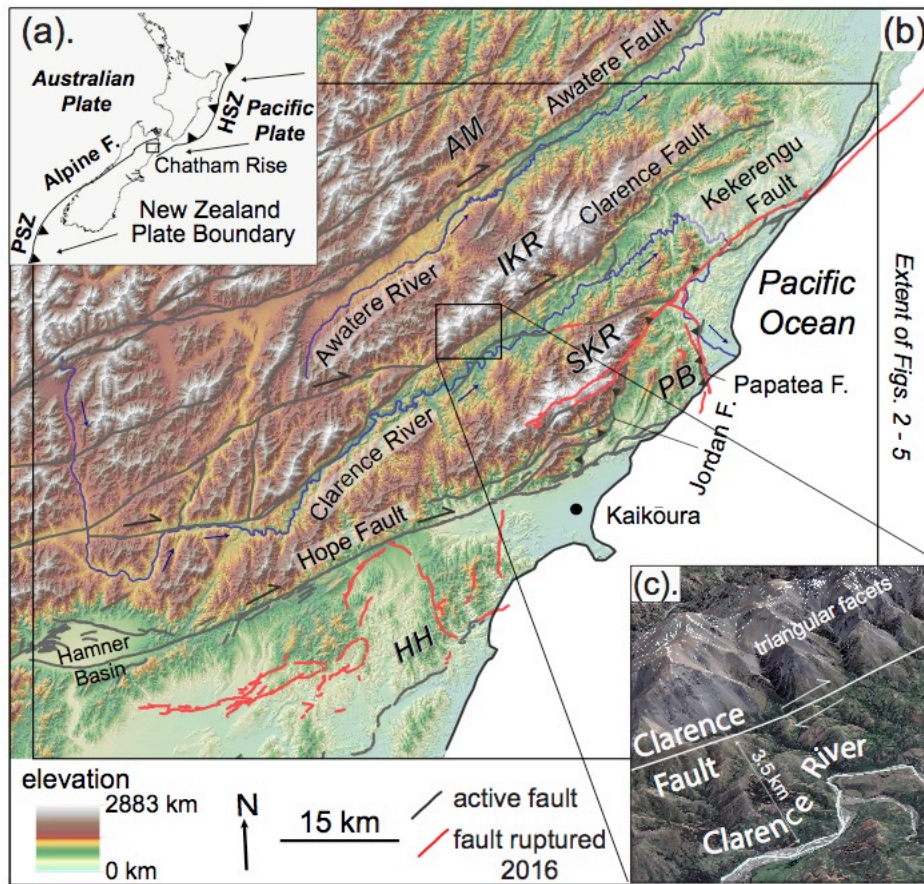 (a).
Australian
Plate
HSZ
Pacific
Plate
Alpine F.
Chatham Rise
PSZ
New Zealand
Plate Boundary
(b)
AM
Awatere Fault
Clarence Fault
Kekerengu
Fault
IKR
Awatere River
Pacific
Ocean
Extent of Figs. 2 - 5
SKR
PB
Papatea F.
Jordan F.
Clarence River
Hope Fault
Kaikōura
HH
Hamner
Basin
(c).
triangular facets
Clarence
Fault
3.5 km
Clarence River
elevation
2883 km
0 km
N
15 km
active fault
fault ruptured
2016